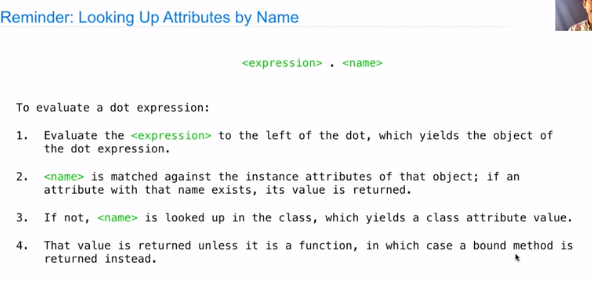 Reminder: Looking Up Attributes by Name
<expression> . <name>
To evaluate a dot expression:
1. Evaluate the <expression> to the left of the dot, which yields the object of
the dot expression.
2. <name> is matched against the instance attributes of that object; if an
attribute with that name exists, its value is returned.
3. If not, <name> is looked up in the class, which yields a class attribute value.
4. That value is returned unless it is a function, in which case a bound method is
returned instead.